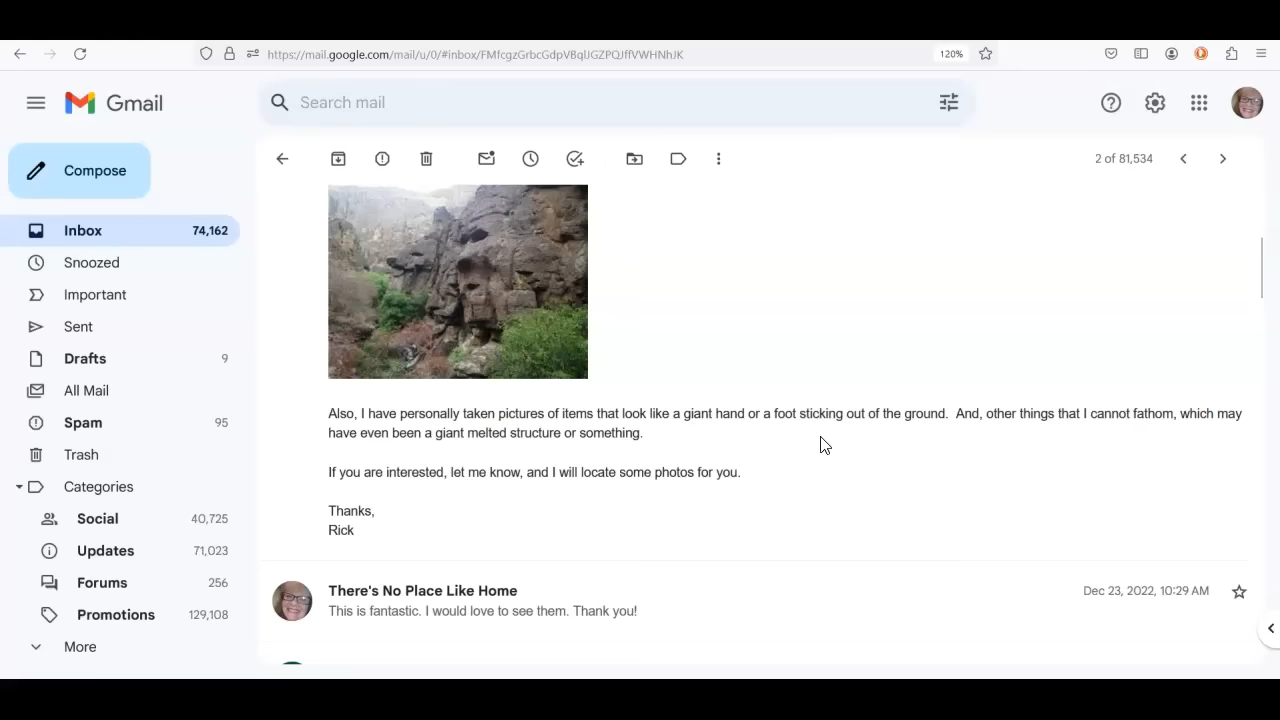 https://mail.google.com/mail/u/0/#inbox/FMfcgzGrbcGdpVBqlJGZPQJffVWHNhJK
120%
Gmail
Search mail
Compose
2 of 81,534
Inbox 74,162
Snoozed
Important
Sent
Drafts 9
All Mail
Spam 95
Trash
Categories
Social 40,725
Updates 71,023
Forums 256
Promotions 129,108
More
Also, I have personally taken pictures of items that look like a giant hand or a foot sticking out of the ground.  And, other things that I cannot fathom, which may
have even been a giant melted structure or something.
If you are interested, let me know, and I will locate some photos for you.
Thanks,
Rick
There's No Place Like Home Dec 23, 2022, 10:29 AM
This is fantastic. I would love to see them. Thank you!